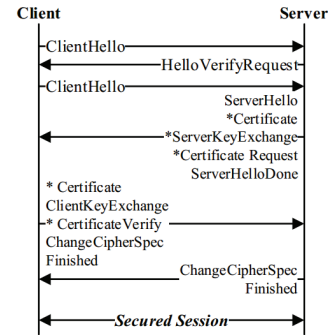 Client Server
ClientHello
HelloVerifyRequest
ClientHello
ServerHello
*Certificate
*ServerKeyExchange
*Certificate Request
ServerHelloDone
* Certificate
ClientKeyExchange
* CertificateVerify
ChangeCipherSpec
Finished
ChangeCipherSpec
Finished
Secured Session